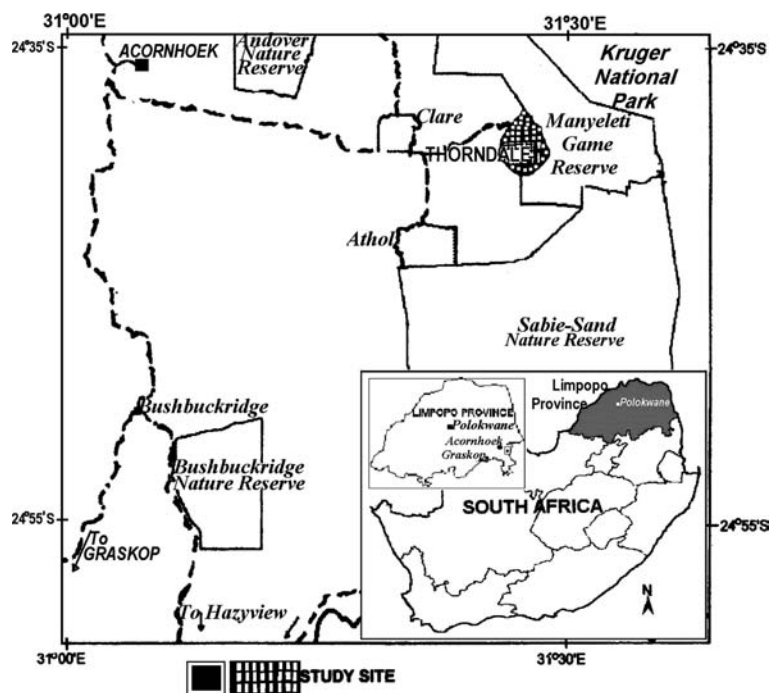 31°00'E
31°30'E
24°35'S
24°35'S
ACORNHOEK
Andover
Nature
Reserve
Kruger
National
Park
Clare
Manyeleti
Game
Reserve
THORNDALE
Athol
Sabie-Sand
Nature Reserve
Bushbuckridge
Bushbuckridge
Nature Reserve
LIMPOPO PROVINCE
Polokwane
Acornhoek
Graskop
Limpopo
Province
Polokwane
SOUTH AFRICA
24°55'S
24°55'S
To
GRASKOP
To Hazyview
N
31°00'E
31°30'E
STUDY SITE